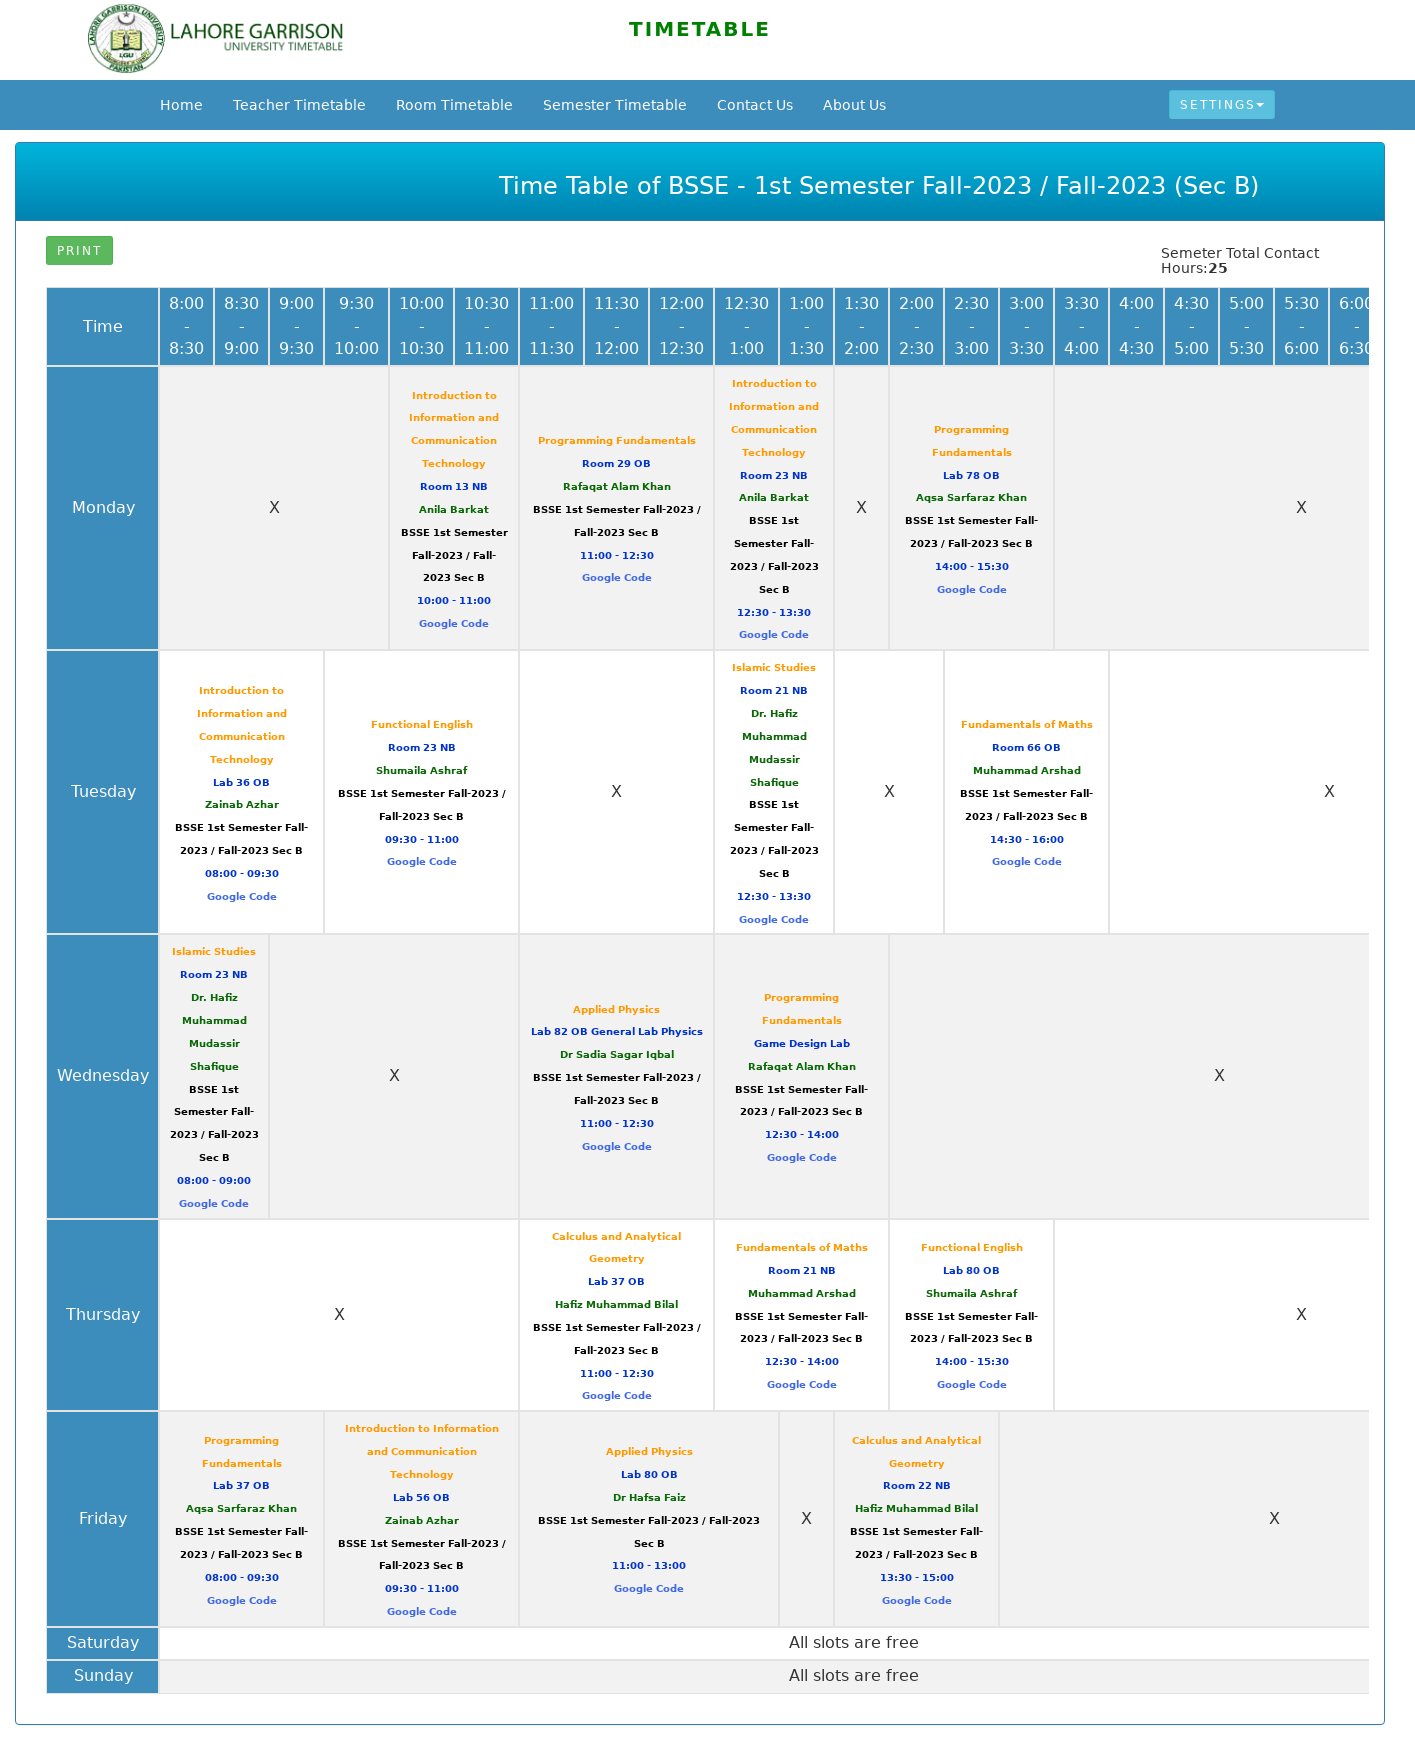 LAHORE GARRISON
UNIVERSITY TIMETABLE
LAHORE GARRISON UNIVERSITY
LGU
PAKISTAN
TIMETABLE
Home Teacher Timetable Room Timetable Semester Timetable Contact Us About Us SETTINGS
Time Table of BSSE - 1st Semester Fall-2023 / Fall-2023 (Sec B)
PRINT
Semeter Total Contact
Hours:25
Time
8:00 - 8:30
8:30 - 9:00
9:00 - 9:30
9:30 - 10:00
10:00 - 10:30
10:30 - 11:00
11:00 - 11:30
11:30 - 12:00
12:00 - 12:30
12:30 - 1:00
1:00 - 1:30
1:30 - 2:00
2:00 - 2:30
2:30 - 3:00
3:00 - 3:30
3:30 - 4:00
4:00 - 4:30
4:30 - 5:00
5:00 - 5:30
5:30 - 6:00
6:00 - 6:30
Monday
X
Introduction to
Information and
Communication
Technology
Room 13 NB
Anila Barkat
BSSE 1st Semester
Fall-2023 / Fall-
2023 Sec B
10:00 - 11:00
Google Code
Programming Fundamentals
Room 29 OB
Rafaqat Alam Khan
BSSE 1st Semester Fall-2023 /
Fall-2023 Sec B
11:00 - 12:30
Google Code
Introduction to
Information and
Communication
Technology
Room 23 NB
Anila Barkat
BSSE 1st
Semester Fall-
2023 / Fall-2023
Sec B
12:30 - 13:30
Google Code
X
Programming
Fundamentals
Lab 78 OB
Aqsa Sarfaraz Khan
BSSE 1st Semester Fall-
2023 / Fall-2023 Sec B
14:00 - 15:30
Google Code
X
Tuesday
Introduction to
Information and
Communication
Technology
Lab 36 OB
Zainab Azhar
BSSE 1st Semester Fall-
2023 / Fall-2023 Sec B
08:00 - 09:30
Google Code
Functional English
Room 23 NB
Shumaila Ashraf
BSSE 1st Semester Fall-2023 /
Fall-2023 Sec B
09:30 - 11:00
Google Code
X
Islamic Studies
Room 21 NB
Dr. Hafiz
Muhammad
Mudassir
Shafique
BSSE 1st
Semester Fall-
2023 / Fall-2023
Sec B
12:30 - 13:30
Google Code
X
Fundamentals of Maths
Room 66 OB
Muhammad Arshad
BSSE 1st Semester Fall-
2023 / Fall-2023 Sec B
14:30 - 16:00
Google Code
X
Wednesday
Islamic Studies
Room 23 NB
Dr. Hafiz
Muhammad
Mudassir
Shafique
BSSE 1st
Semester Fall-
2023 / Fall-2023
Sec B
08:00 - 09:00
Google Code
X
Applied Physics
Lab 82 OB General Lab Physics
Dr Sadia Sagar Iqbal
BSSE 1st Semester Fall-2023 /
Fall-2023 Sec B
11:00 - 12:30
Google Code
Programming
Fundamentals
Game Design Lab
Rafaqat Alam Khan
BSSE 1st Semester Fall-
2023 / Fall-2023 Sec B
12:30 - 14:00
Google Code
X
Thursday
X
Calculus and Analytical
Geometry
Lab 37 OB
Hafiz Muhammad Bilal
BSSE 1st Semester Fall-2023 /
Fall-2023 Sec B
11:00 - 12:30
Google Code
Fundamentals of Maths
Room 21 NB
Muhammad Arshad
BSSE 1st Semester Fall-
2023 / Fall-2023 Sec B
12:30 - 14:00
Google Code
Functional English
Lab 80 OB
Shumaila Ashraf
BSSE 1st Semester Fall-
2023 / Fall-2023 Sec B
14:00 - 15:30
Google Code
X
Friday
Programming
Fundamentals
Lab 37 OB
Aqsa Sarfaraz Khan
BSSE 1st Semester Fall-
2023 / Fall-2023 Sec B
08:00 - 09:30
Google Code
Introduction to Information
and Communication
Technology
Lab 56 OB
Zainab Azhar
BSSE 1st Semester Fall-2023 /
Fall-2023 Sec B
09:30 - 11:00
Google Code
Applied Physics
Lab 80 OB
Dr Hafsa Faiz
BSSE 1st Semester Fall-2023 / Fall-2023
Sec B
11:00 - 13:00
Google Code
X
Calculus and Analytical
Geometry
Room 22 NB
Hafiz Muhammad Bilal
BSSE 1st Semester Fall-
2023 / Fall-2023 Sec B
13:30 - 15:00
Google Code
X
Saturday
All slots are free
Sunday
All slots are free